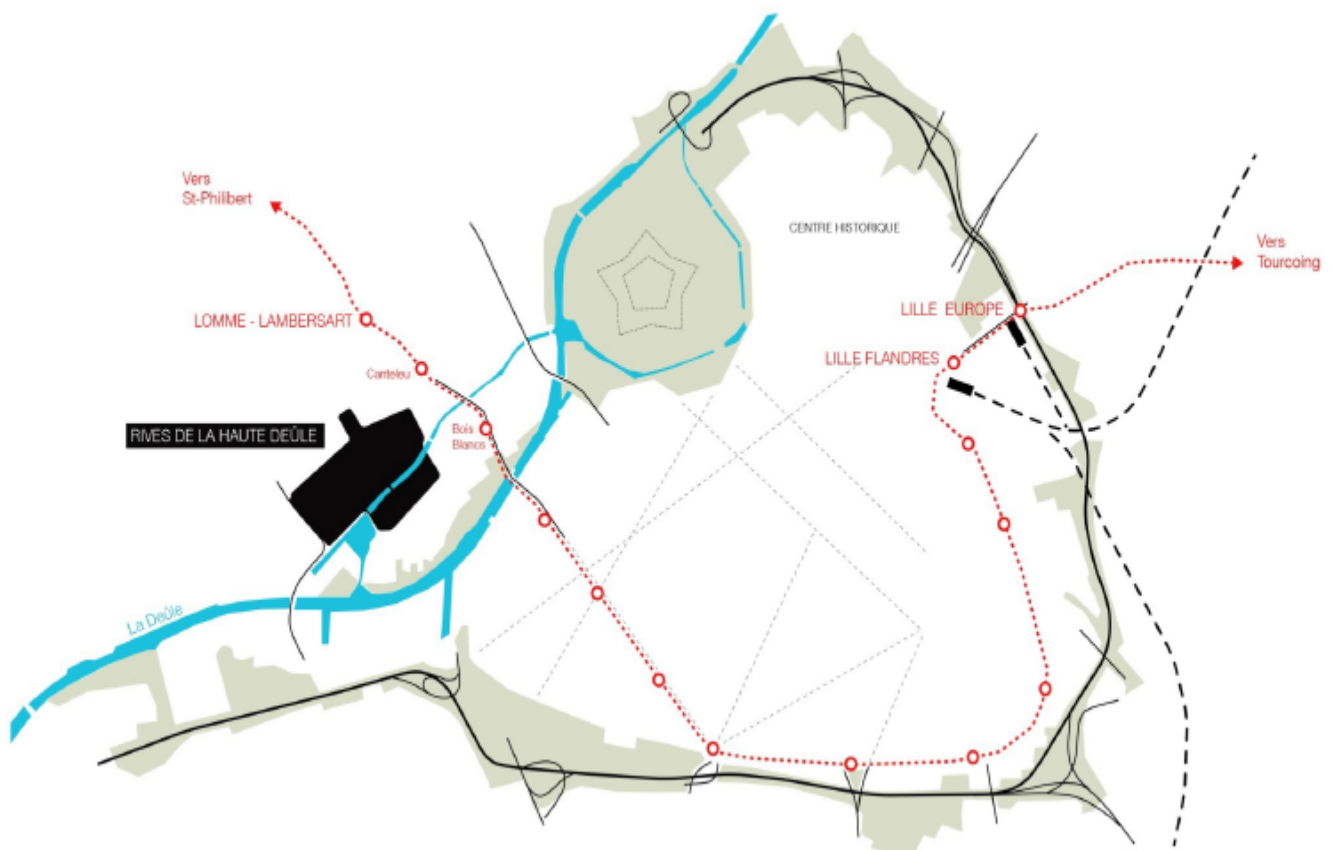 Vers
St-Philibert
CENTRE HISTORIQUE
Vers
Tourcoing
LOMME - LAMBERSART
LILLE EUROPE
LILLE FLANDRES
Canteleu
Bois
Blancs
RIVES DE LA HAUTE DEÛLE
La Deûle